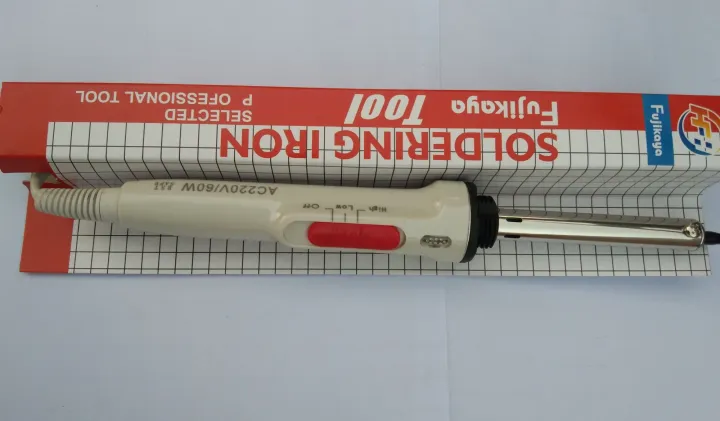 High Low Off
AC220V/60W
SOLDERING IRON
Fujikaya
Fujikaya Tool
SELECTED
P OFESSIONAL TOOL